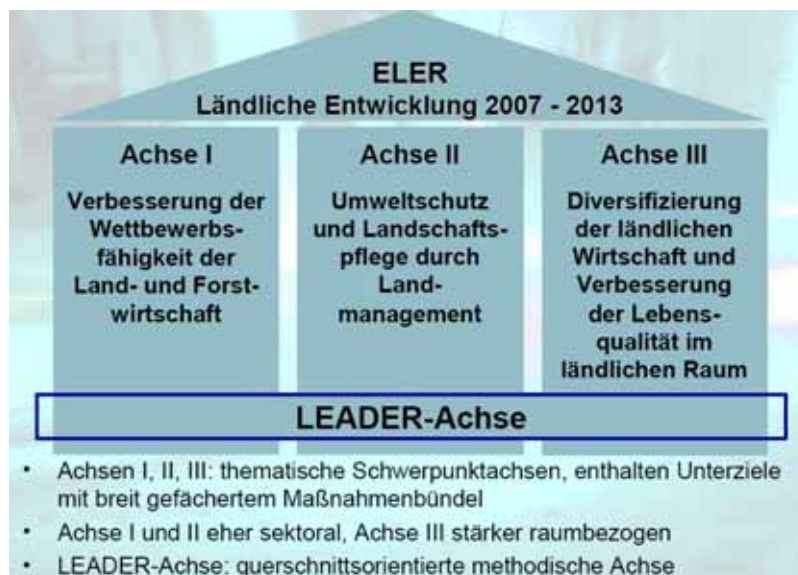 ELER
Ländliche Entwicklung 2007 - 2013
Achse I
Verbesserung der
Wettbewerbs-
fähigkeit der
Land- und Forst-
wirtschaft
Achse II
Umweltschutz
und Landschafts-
pflege durch
Land-
management
Achse III
Diversifizierung
der ländlichen
Wirtschaft und
Verbesserung
der Lebens-
qualität im
ländlichen Raum
LEADER-Achse
• Achsen I, II, III: thematische Schwerpunktachsen, enthalten Unterziele
mit breit gefächertem Maßnahmenbündel
• Achse I und II eher sektoral, Achse III stärker raumbezogen
• LEADER-Achse: querschnittsorientierte methodische Achse